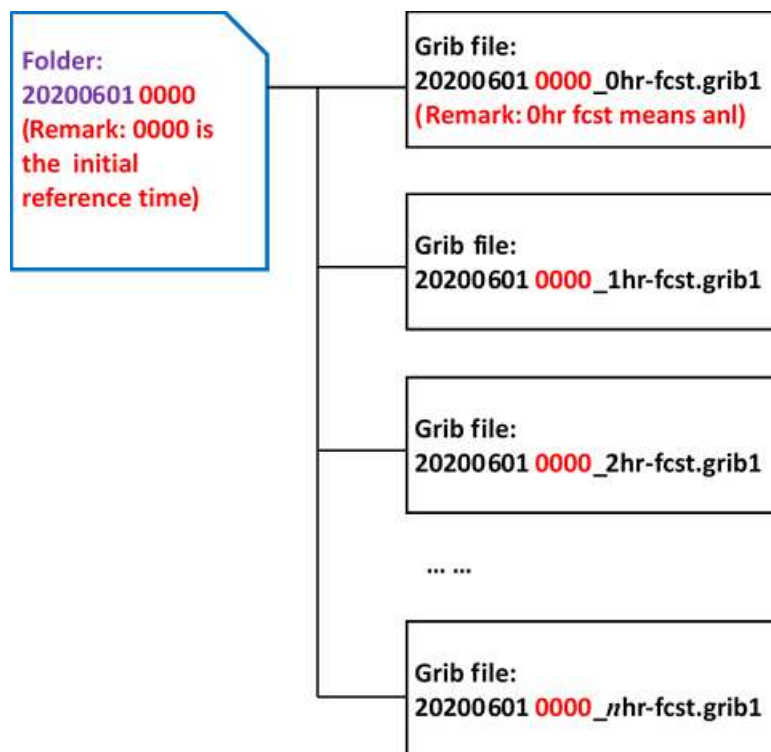 Folder:
20200601 0000
(Remark: 0000 is
the initial
reference time)
Grib file:
20200601 0000_0hr-fcst.grib1
(Remark: 0hr fcst means anl)
Grib file:
20200601 0000_1hr-fcst.grib1
Grib file:
20200601 0000_2hr-fcst.grib1
... ...
Grib file:
20200601 0000_nhr-fcst.grib1